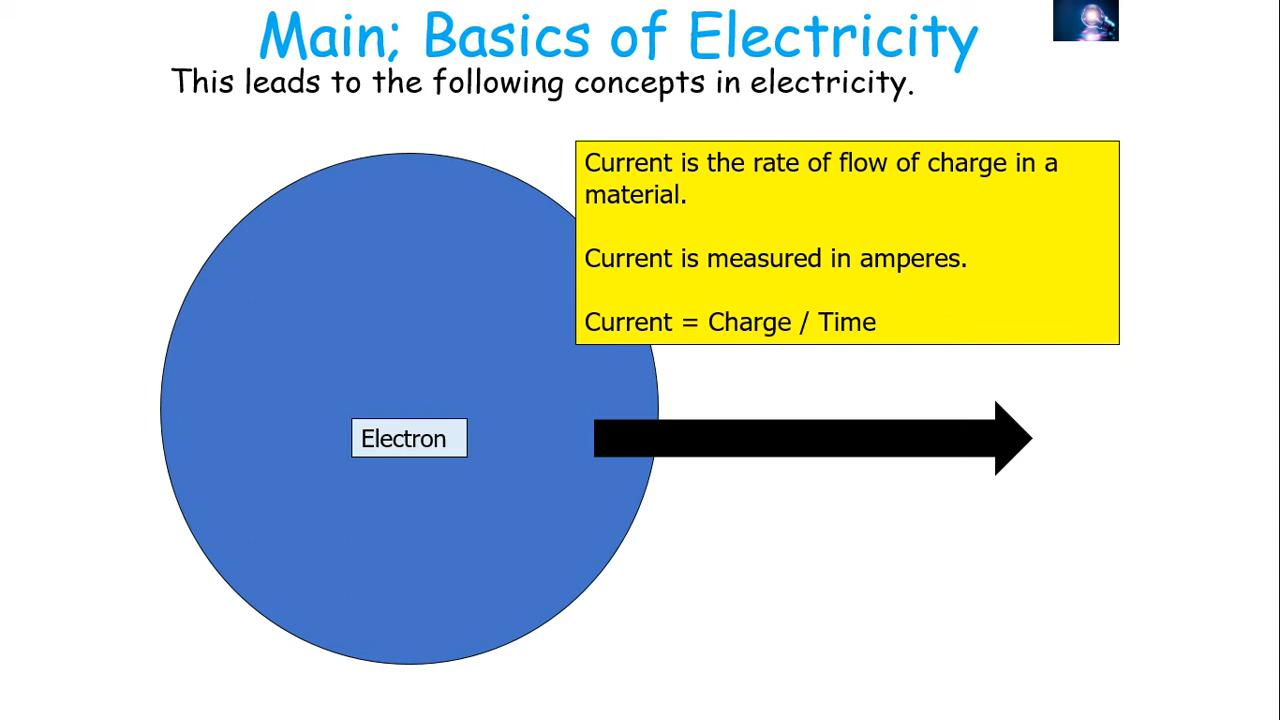 Main; Basics of Electricity
This leads to the following concepts in electricity.
Current is the rate of flow of charge in a
material.
Current is measured in amperes.
Current = Charge / Time
Electron